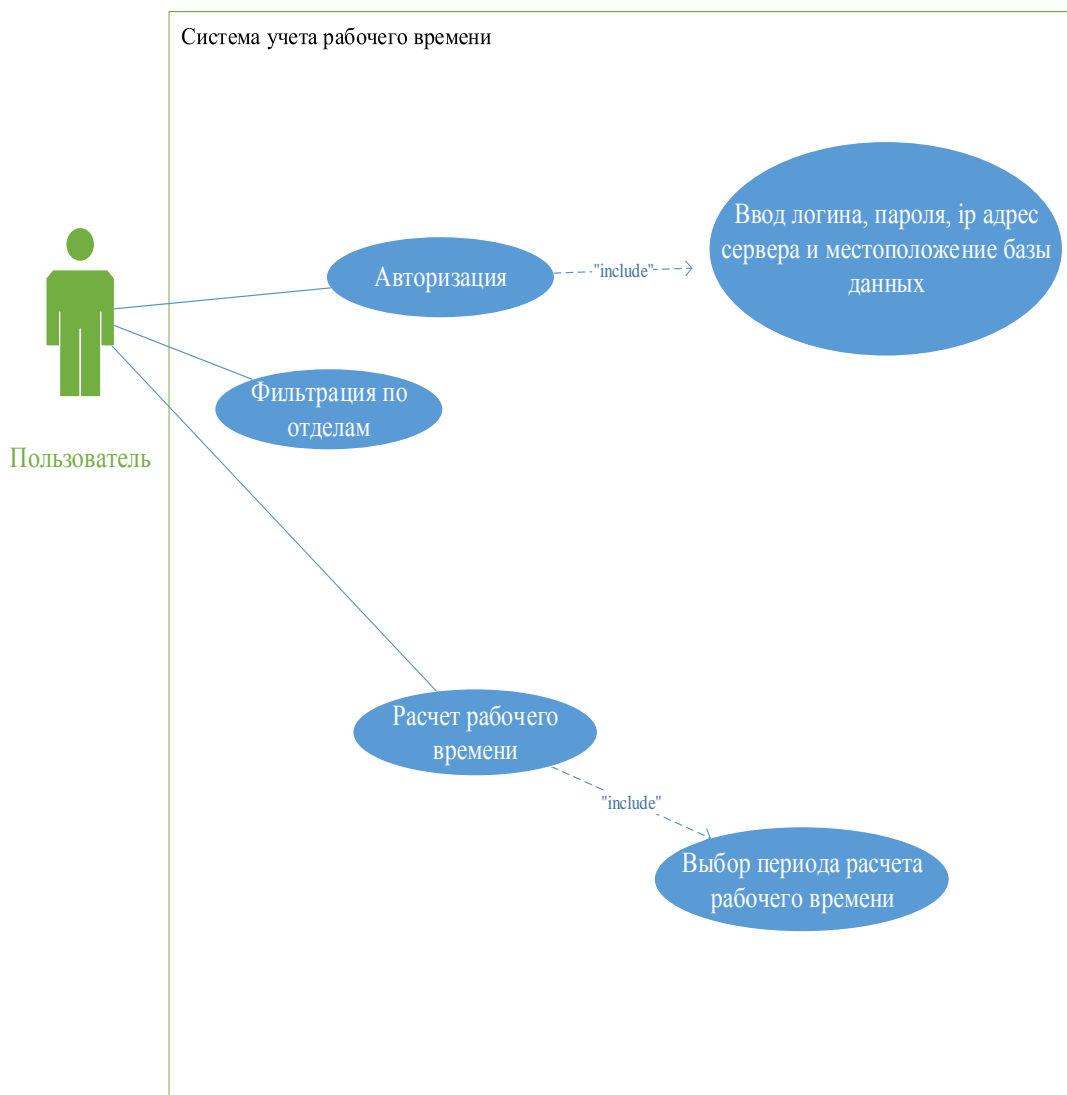 Система учета рабочего времени
Ввод логина, пароля, ip адрес
сервера и местоположение базы
данных
Авторизация
"include"
Фильтрация по
отделам
Пользователь
Расчет рабочего
времени
"include"
Выбор периода расчета
рабочего времени